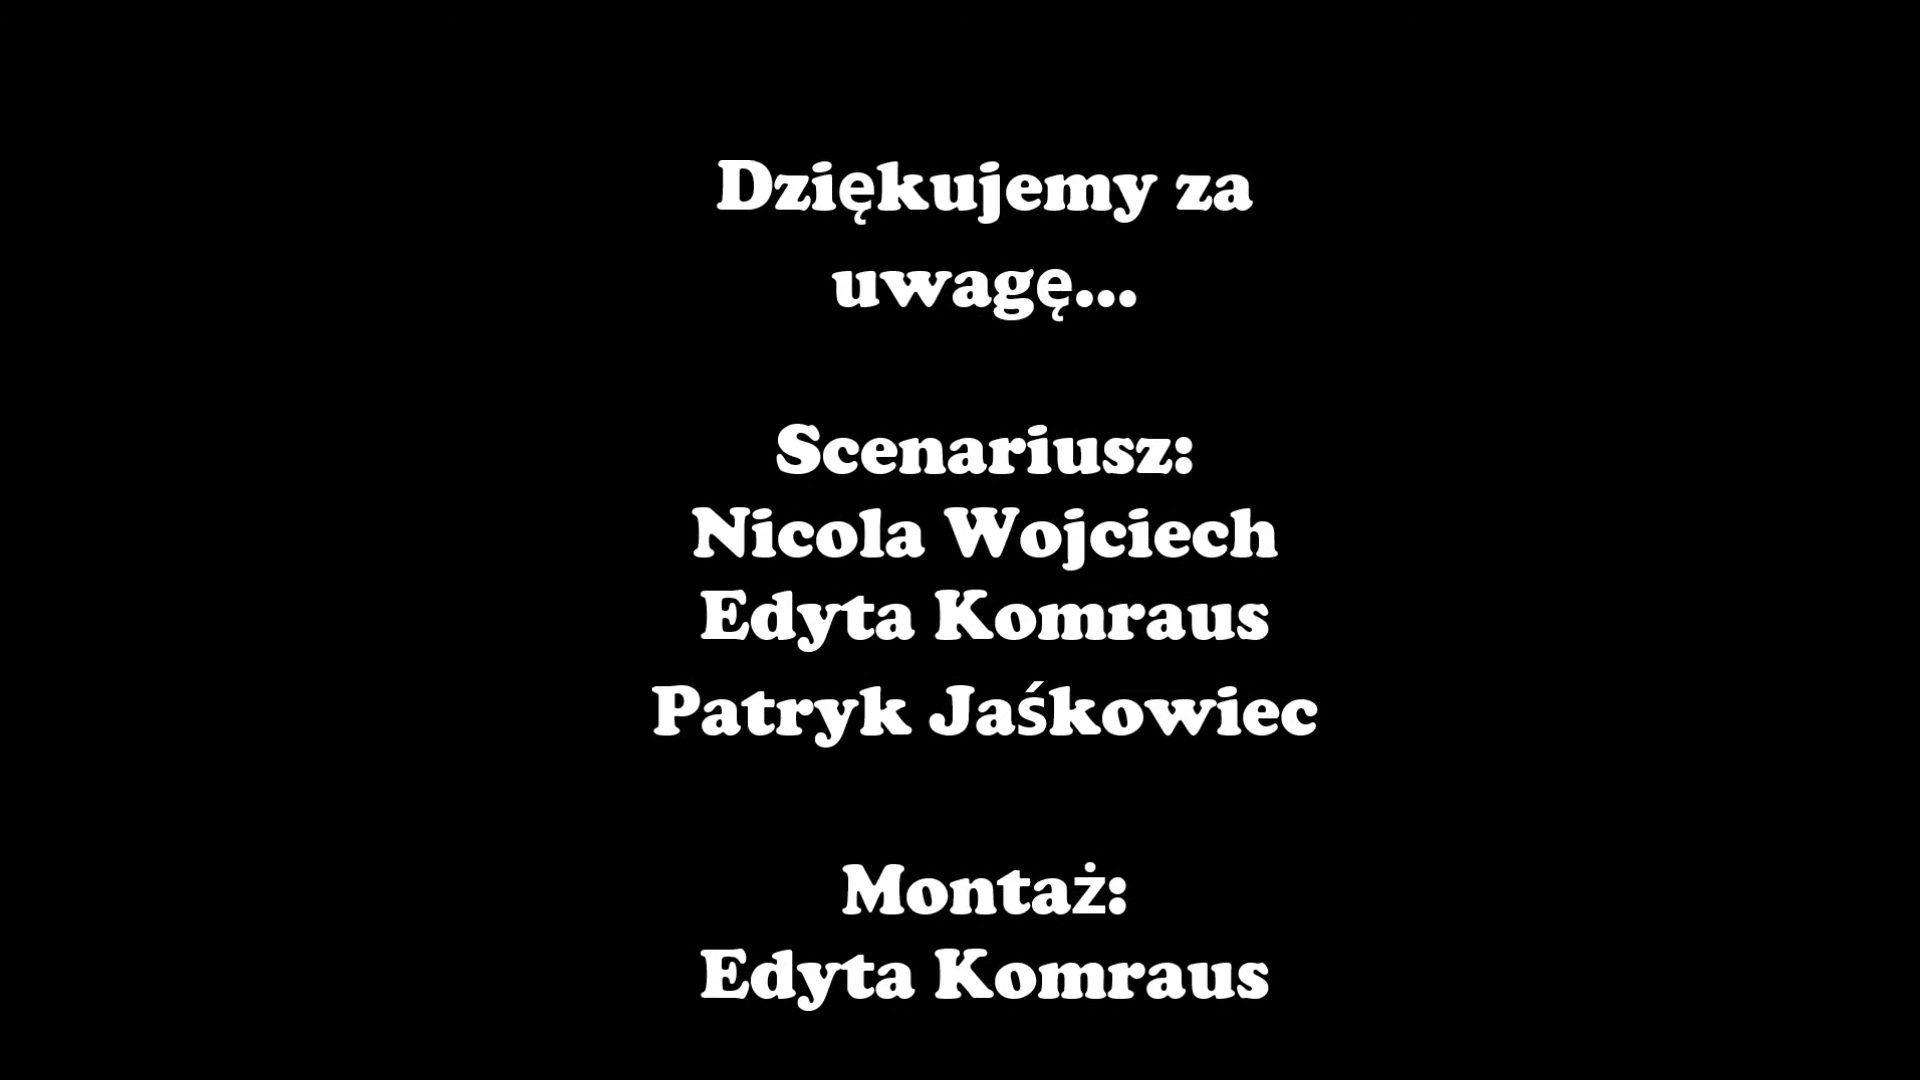 Dziękujemy za
uwagę...
Scenariusz:
Nicola Wojciech
Edyta Komraus
Patryk Jaśkowiec
Montaż:
Edyta Komraus